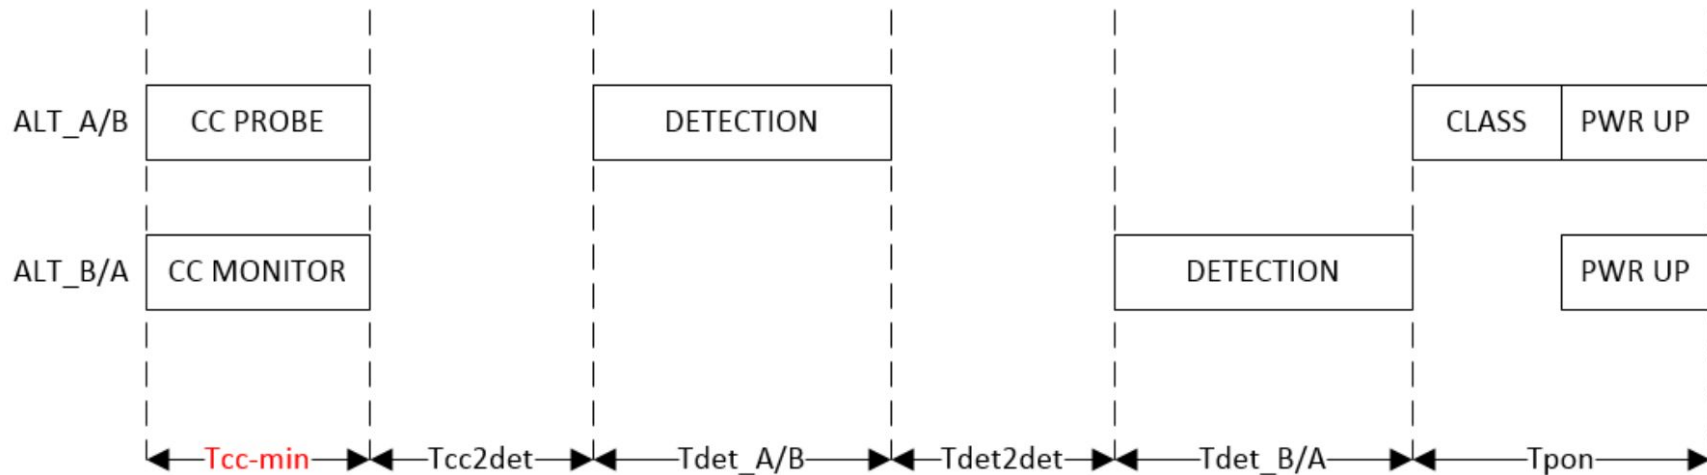 ALT_A/B CC PROBE DETECTION CLASS PWR UP
ALT_B/A CC MONITOR DETECTION PWR UP
Tcc-min Tcc2det Tdet_A/B Tdet2det Tdet_B/A Tpon